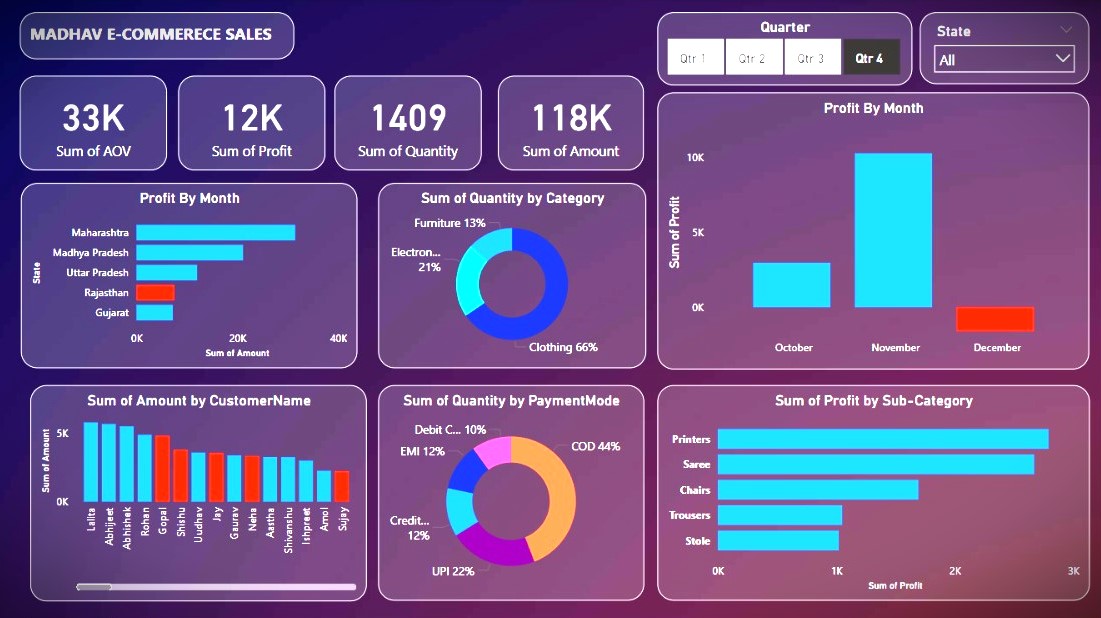 MADHAV E-COMMERECE SALES
Quarter
Qtr 1
Qtr 2
Qtr 3
Qtr 4
State
All
33K
Sum of AOV
12K
Sum of Profit
1409
Sum of Quantity
118K
Sum of Amount
Profit By Month
State
Maharashtra
Madhya Pradesh
Uttar Pradesh
Rajasthan
Gujarat
0K
20K
40K
Sum of Amount
Sum of Quantity by Category
Furniture 13%
Electron...
21%
Clothing 66%
Profit By Month
Sum of Profit
10K
5K
0K
October
November
December
Sum of Amount by CustomerName
Sum of Amount
5K
0K
Lalita
Abhijeet
Abhishek
Rohan
Gopal
Shishu
Uudhav
Jay
Gaurav
Neha
Aastha
Shivanshu
Ishpreet
Amol
Sujay
Sum of Quantity by PaymentMode
Debit C... 10%
COD 44%
EMI 12%
Credit...
12%
UPI 22%
Sum of Profit by Sub-Category
Printers
Saree
Chairs
Trousers
Stole
0K
1K
2K
3K
Sum of Profit